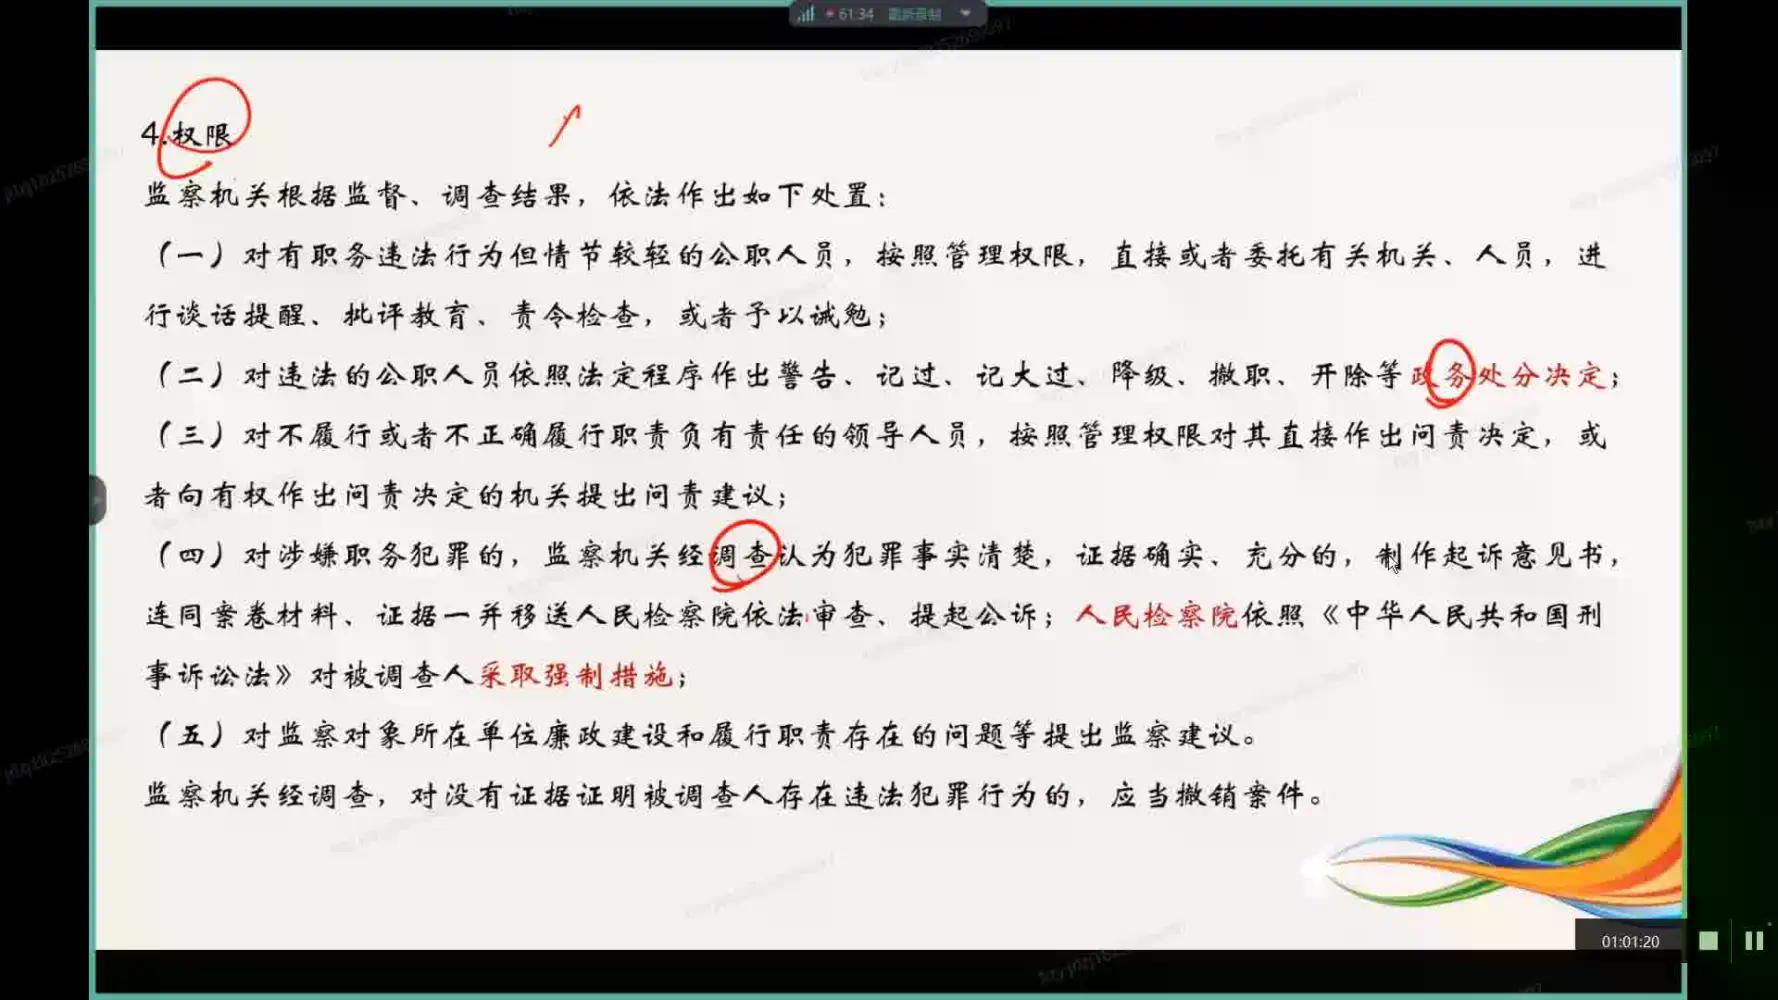 61:34
4.权限
监察机关根据监督、调查结果，依法作出如下处置：
（一）对有职务违法行为但情节较轻的公职人员，按照管理权限，直接或者委托有关机关、人员，进
行谈话提醒、批评教育、责令检查，或者予以诫勉；
（二）对违法的公职人员依照法定程序作出警告、记过、记大过、降级、撤职、开除等政务处分决定；
（三）对不履行或者不正确履行职责负有责任的领导人员，按照管理权限对其直接作出问责决定，或
者向有权作出问责决定的机关提出问责建议；
（四）对涉嫌职务犯罪的，监察机关经调查认为犯罪事实清楚，证据确实、充分的，制作起诉意见书，
连同案卷材料、证据一并移送人民检察院依法审查、提起公诉；人民检察院依照《中华人民共和国刑
事诉讼法》对被调查人采取强制措施；
（五）对监察对象所在单位廉政建设和履行职责存在的问题等提出监察建议。
监察机关经调查，对没有证据证明被调查人存在违法犯罪行为的，应当撤销案件。
01:01:20